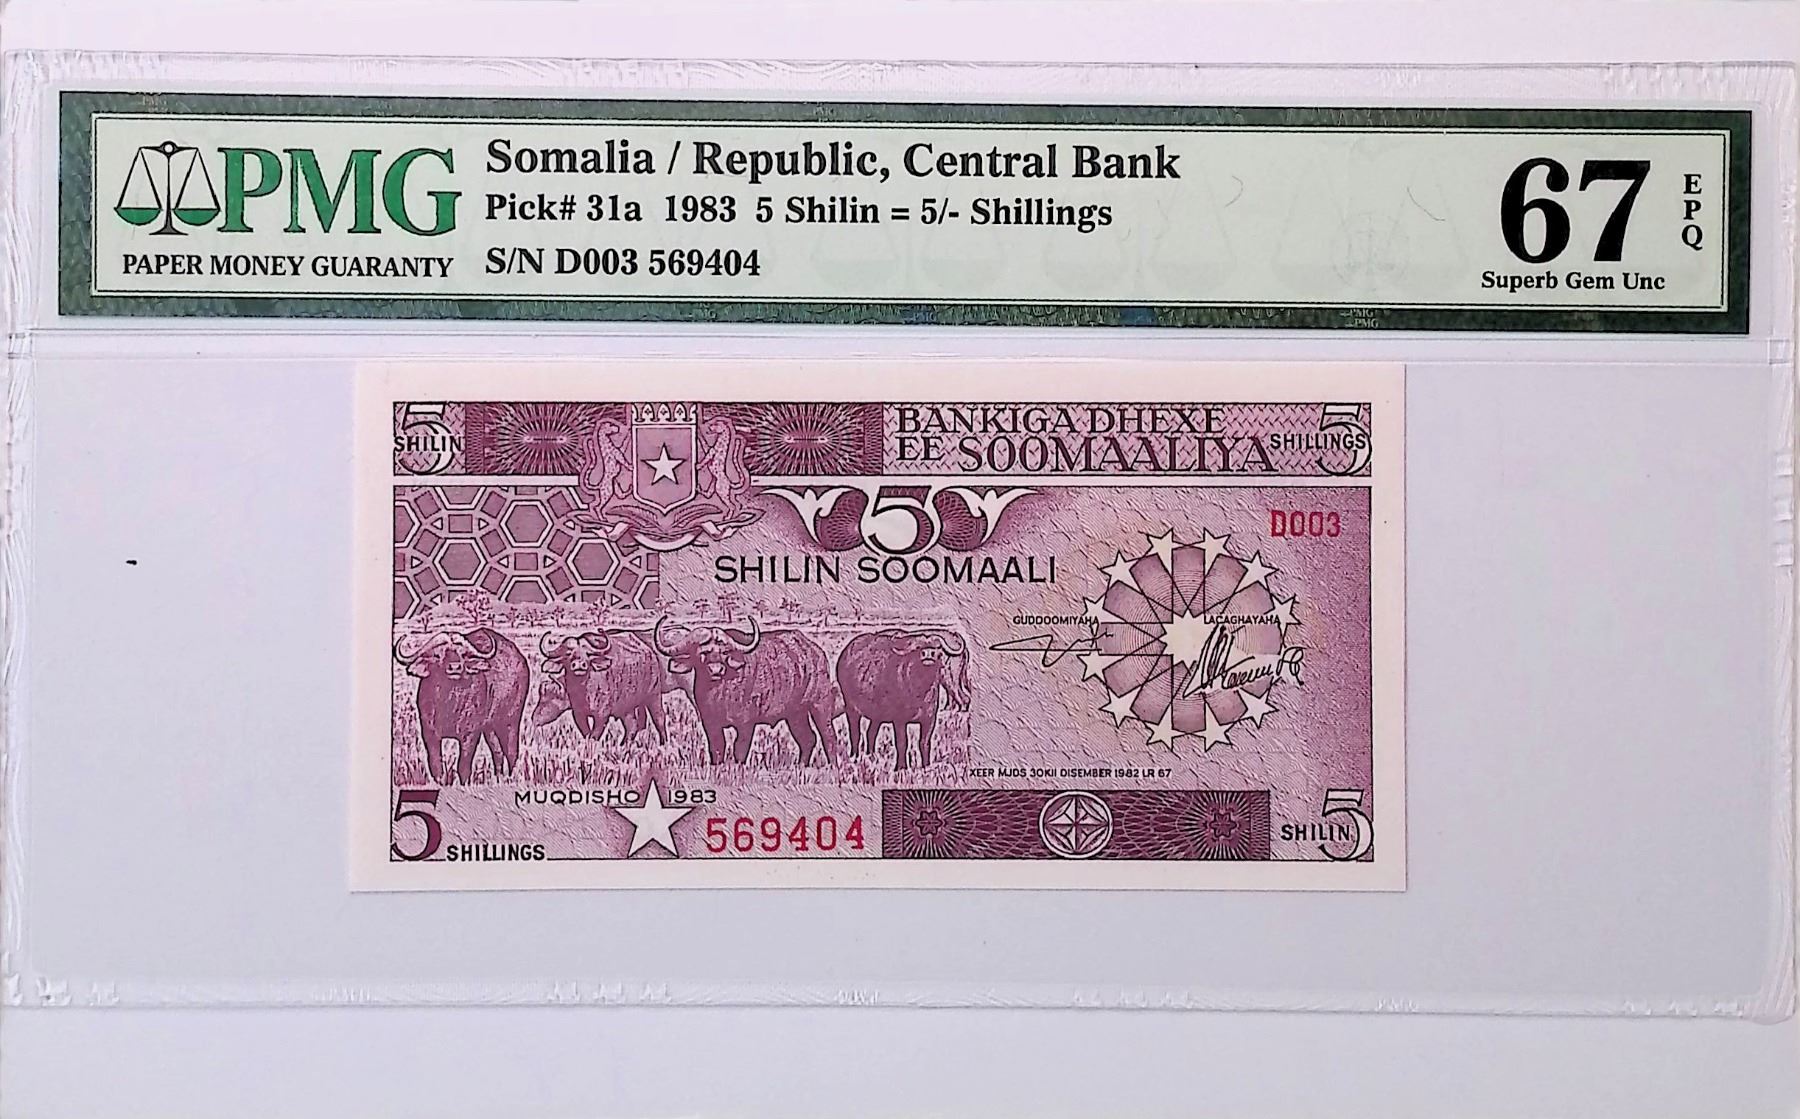 PMG
PAPER MONEY GUARANTY
Somalia / Republic, Central Bank
Pick# 31a 1983 5 Shilin = 5/- Shillings
S/N D003 569404
67
EPQ
Superb Gem Unc
5
SHILIN
BANKIGA DHEXE
EE SOOMAALIYA
5
SHILLINGS
5
SHILIN SOOMAALI
D003
GUDDOOMIYAHA
LACAGHAYAHA
XEER MJDS 30KII DISEMBER 1982 LR 67
MUQDISHO 1983
5 SHILLINGS
569404
SHILIN 5